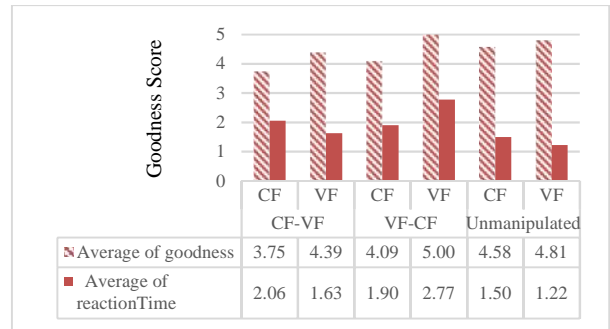 Goodness Score
5
4
3
2
1
0
CF VF CF VF CF VF
CF-VF VF-CF Unmanipulated
Average of goodness 3.75 4.39 4.09 5.00 4.58 4.81
Average of
reactionTime 2.06 1.63 1.90 2.77 1.50 1.22